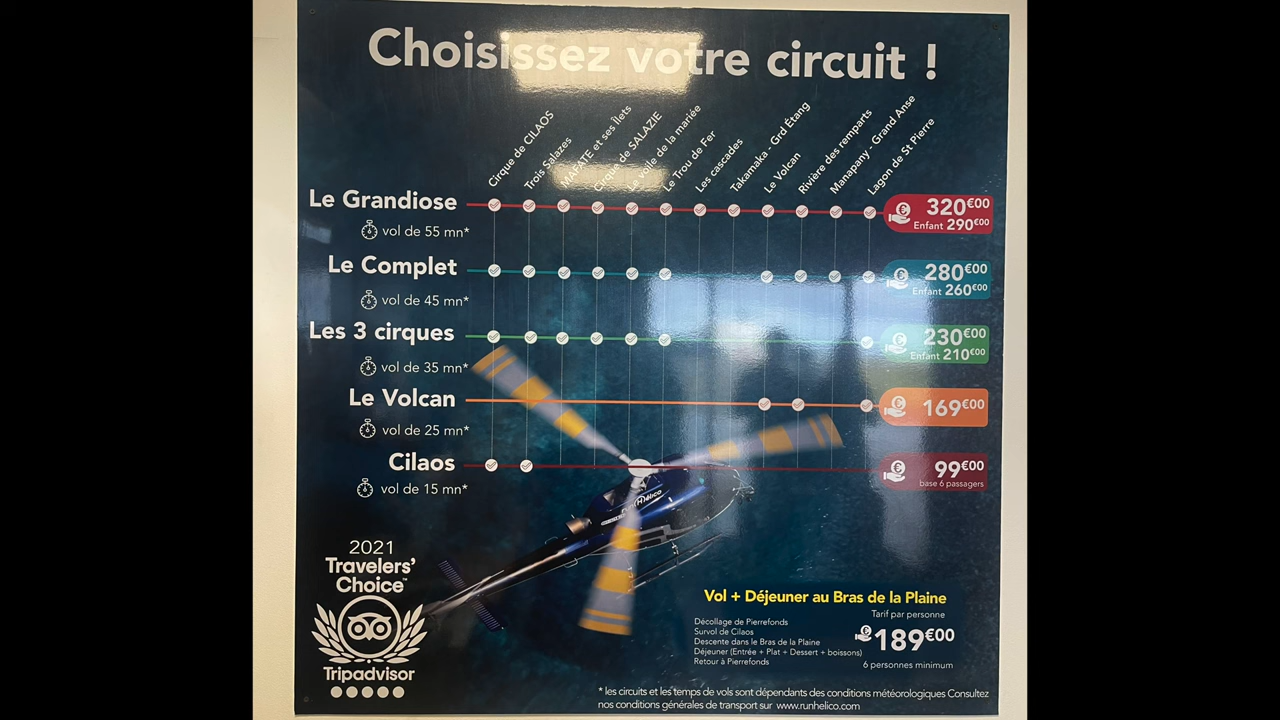 Choisissez votre circuit !
Cirque de CILAOS
Trois Salazes
MAFATE et ses îlets
Cirque de SALAZIE
Le voile de la mariée
Le Trou de Fer
Les cascades
Takamaka - Grd Étang
Le Volcan
Rivière des remparts
Manapany - Grand Anse
Lagon de St Pierre
Le Grandiose
320€00
Enfant 290€00
vol de 55 mn*
Le Complet
280€00
Enfant 260€00
vol de 45 mn*
Les 3 cirques
230€00
Enfant 210€00
vol de 35 mn*
Le Volcan
169€00
vol de 25 mn*
Cilaos
99€00
base 6 passagers
vol de 15 mn*
2021
Travelers'
Choice™
Tripadvisor
Vol + Déjeuner au Bras de la Plaine
Tarif par personne
189€00
6 personnes minimum
Décollage de Pierrefonds
Survol de Cilaos
Descente dans le Bras de la Plaine
Déjeuner (Entrée + Plat + Dessert + boissons)
Retour à Pierrefonds
* les circuits et les temps de vols sont dépendants des conditions météorologiques Consultez
nos conditions générales de transport sur www.runhelico.com